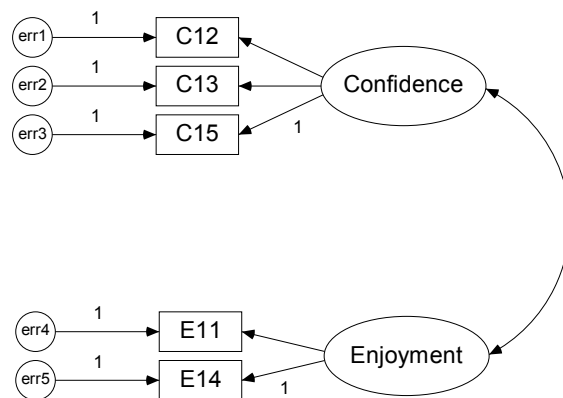 err1 1 C12
err2 1 C13 Confidence
err3 1 C15 1
err4 1 E11
Enjoyment
err5 1 E14 1